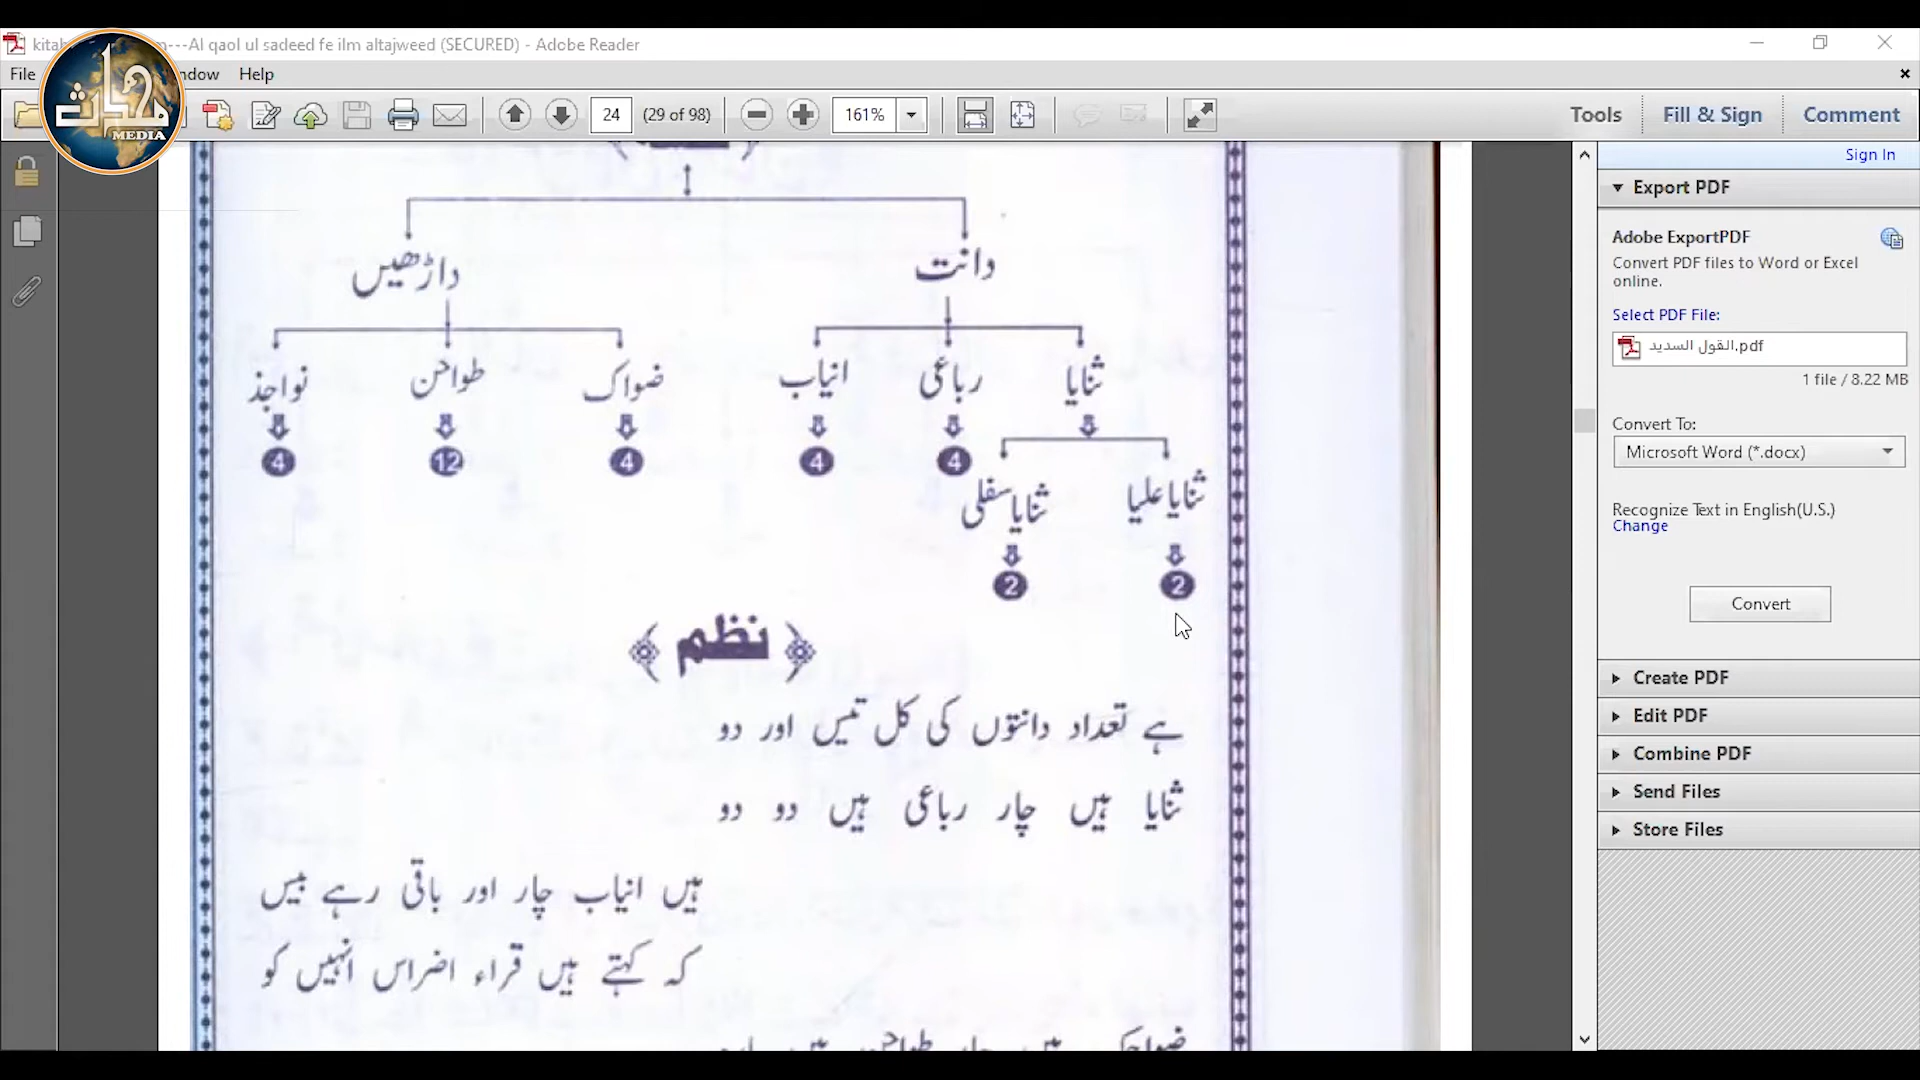 kitab
Al qaol ul sadeed fe ilm altajweed (SECURED) - Adobe Reader
File
Window Help
24 (29 of 98) 161%
Tools Fill & Sign Comment
Sign In
ہدایت
MEDIA
دانت داڑھیں
ثنایا رباعی انیاب ضواک طواحن نواجذ
4 4 4 12 4
ثنایا علیا ثنایا سفلی
2 2
نظم
ہے تعداد دانتوں کی کل تیس اور دو
ثنایا ہیں چار رباعی ہیں دو دو
ہیں انیاب چار اور باقی رہے بیس
کہ کہتے ہیں قراء اضراس انہیں کو
Export PDF
Adobe ExportPDF
Convert PDF files to Word or Excel
online.
Select PDF File:
القول السديد.pdf
1 file / 8.22 MB
Convert To:
Microsoft Word (*.docx)
Recognize Text in English(U.S.)
Change
Convert
Create PDF
Edit PDF
Combine PDF
Send Files
Store Files